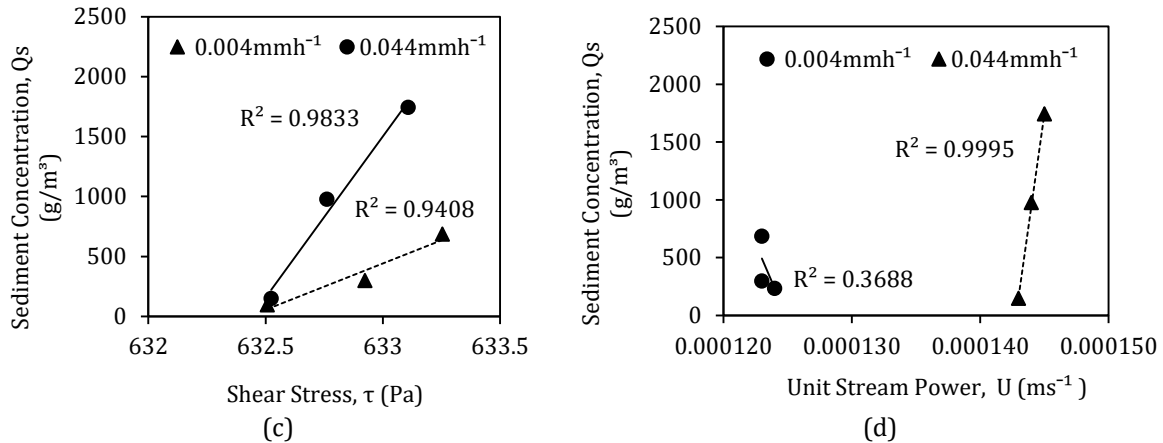 2500
2000
1500
1000
500
0
Sediment Concentration, Qs
(g/m³)
0.004mmh⁻¹
0.044mmh⁻¹
R² = 0.9833
R² = 0.9408
632
632.5
633
633.5
Shear Stress, τ (Pa)
(c)
2500
2000
1500
1000
500
0
Sediment Concentration, Qs
(g/m³)
0.004mmh⁻¹
0.044mmh⁻¹
R² = 0.9995
R² = 0.3688
0.000120
0.000130
0.000140
0.000150
Unit Stream Power, U (ms⁻¹ )
(d)